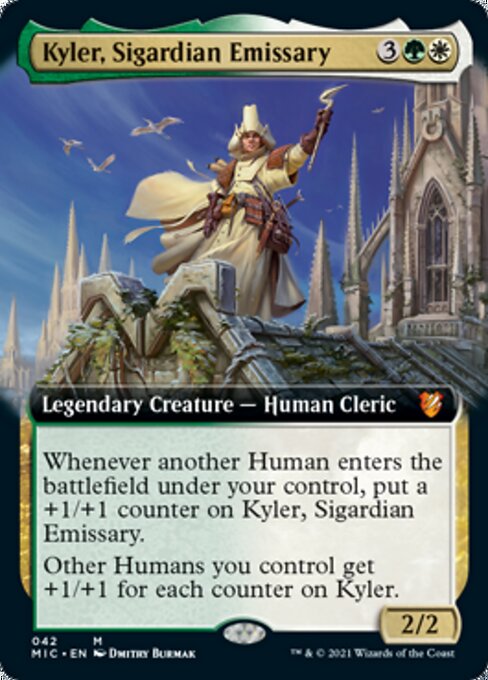 Kyler, Sigardian Emissary 3
Legendary Creature — Human Cleric
Whenever another Human enters the
battlefield under your control, put a
+1/+1 counter on Kyler, Sigardian
Emissary.
Other Humans you control get
+1/+1 for each counter on Kyler.
2/2
042 M
MIC • EN Dmitry Burmak
™ & © 2021 Wizards of the Coast